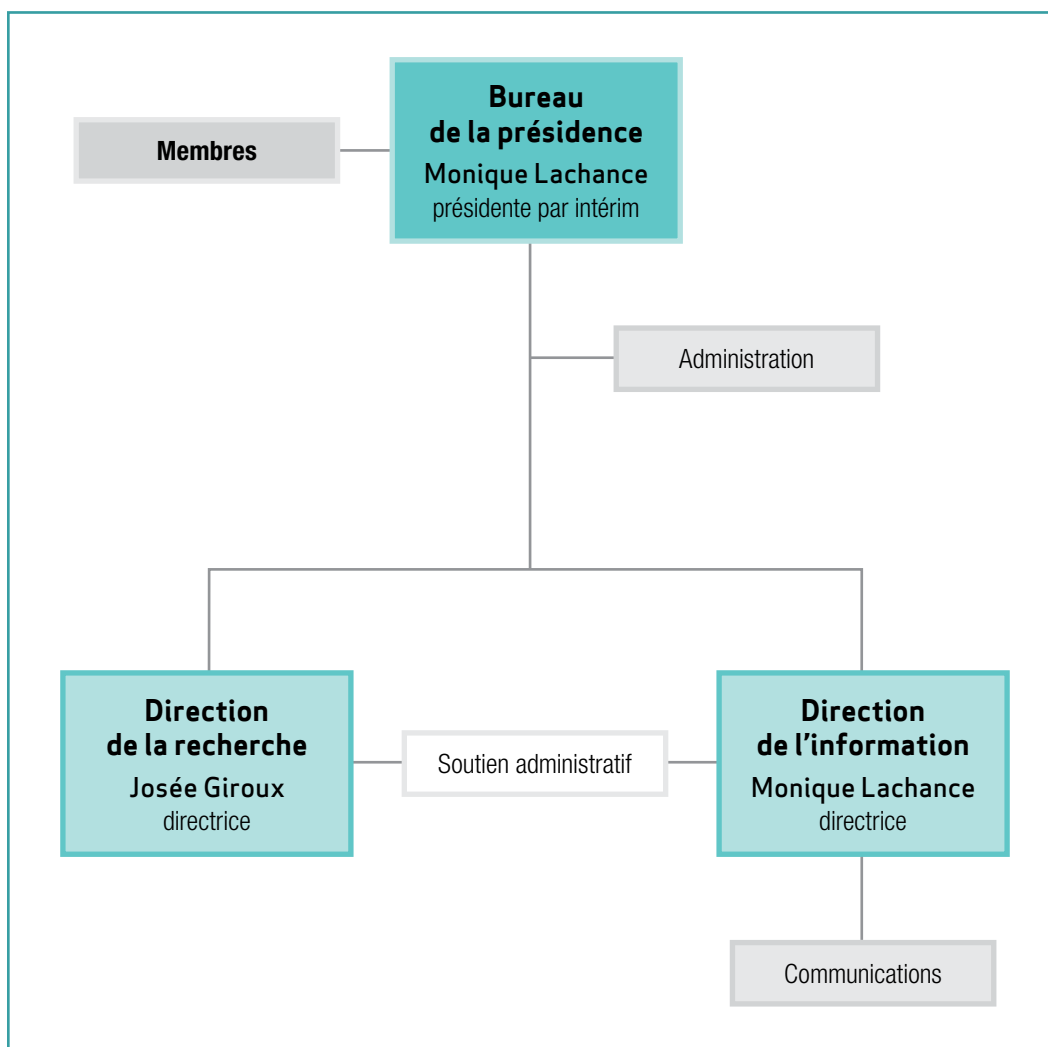 Bureau
de la présidence
Monique Lachance
présidente par intérim
Membres
Administration
Direction
de la recherche
Josée Giroux
directrice
Soutien administratif
Direction
de l'information
Monique Lachance
directrice
Communications